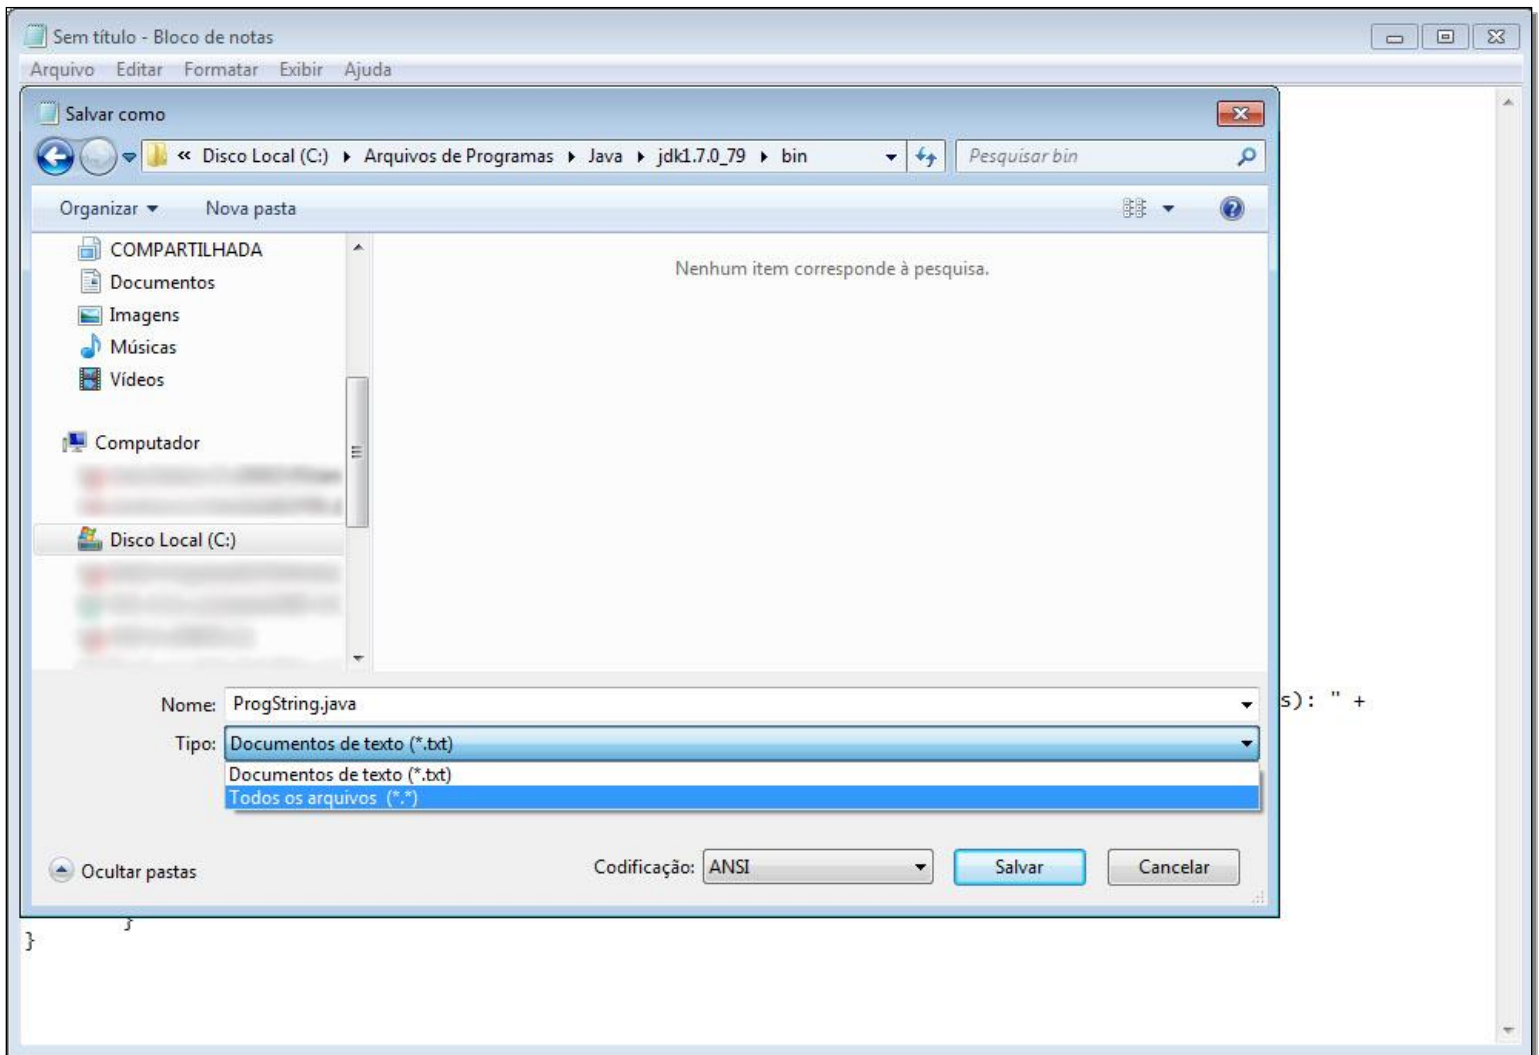 Sem título - Bloco de notas
Arquivo Editar Formatar Exibir Ajuda
Salvar como
« Disco Local (C:) Arquivos de Programas Java jdk1.7.0_79 bin Pesquisar bin
Organizar Nova pasta
COMPARTILHADA
Nenhum item corresponde à pesquisa.
Documentos
Imagens
Músicas
Vídeos
Computador
Disco Local (C:)
Nome: ProgString.java
s): " +
Tipo: Documentos de texto (*.txt)
Documentos de texto (*.txt)
Todos os arquivos (*.*)
Ocultar pastas Codificação: ANSI Salvar Cancelar
}
}